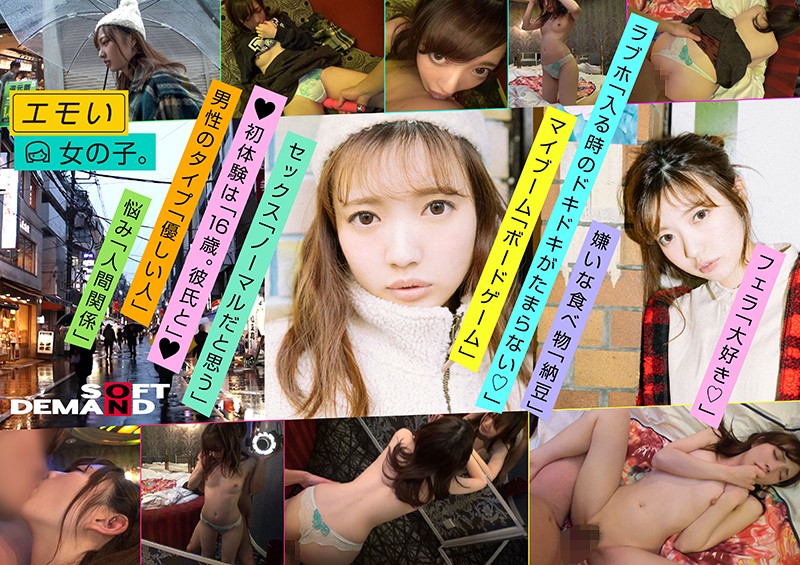 エモい
女の子。
悩み「人間関係」
男性のタイプ「優しい人」
♥初体験は「16歳。彼氏と」♥
セックス「ノーマルだと思う」
マイブーム「ボードゲーム」
ラブホ「入る時のドキドキがたまらない♡」
嫌いな食べ物「納豆」
フェラ「大好き♡」
SOFT
ON
DEMAND